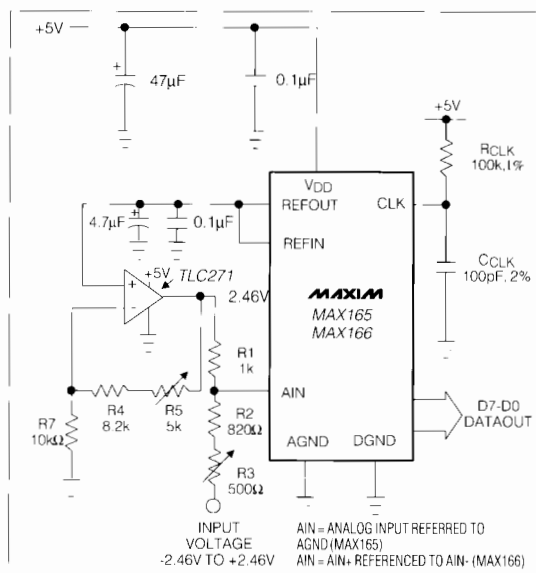 +5V
+
47µF
0.1µF
+5V
RCLK
100k,1%
VDD
REFOUT
CLK
+
4.7µF
0.1µF
REFIN
CCLK
100pF, 2%
+5V
TLC271
+
-
2.46V
MAXIM
MAX165
MAX166
R1
1k
AIN
D7-D0
DATAOUT
R4
8.2k
R5
5k
R2
820Ω
R7
10kΩ
AGND
DGND
R3
500Ω
INPUT
VOLTAGE
-2.46V TO +2.46V
AIN = ANALOG INPUT REFERRED TO
AGND (MAX165)
AIN = AIN+ REFERENCED TO AIN- (MAX166)